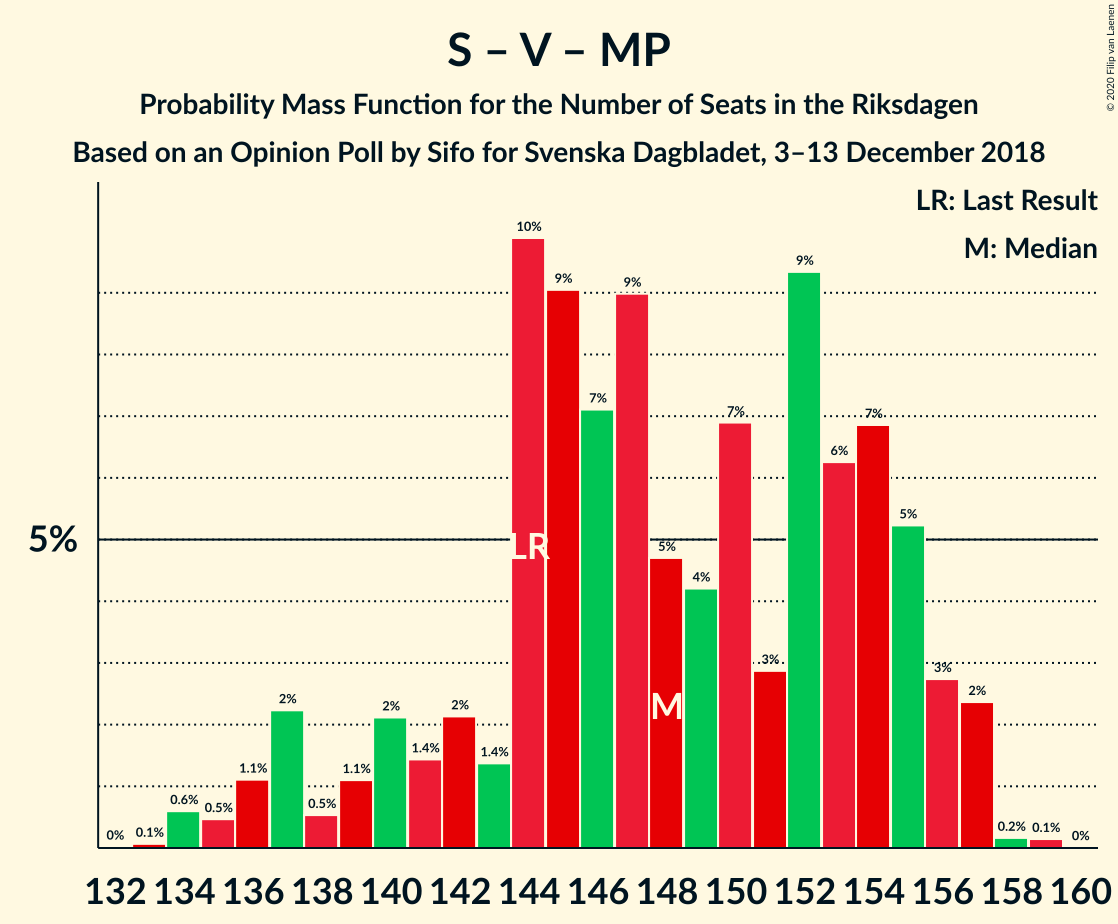 S – V – MP
Probability Mass Function for the Number of Seats in the Riksdagen
Based on an Opinion Poll by Sifo for Svenska Dagbladet, 3–13 December 2018
© 2020 Filip van Laenen
LR: Last Result
M: Median
5%
0% 0.1% 0.6% 0.5% 1.1% 2% 0.5% 1.1% 2% 1.4% 2% 1.4% 10% 9% 7% 9% 5% 4% 7% 3% 9% 6% 7% 5% 3% 2% 0.2% 0.1% 0%
LR
M
132 134 136 138 140 142 144 146 148 150 152 154 156 158 160